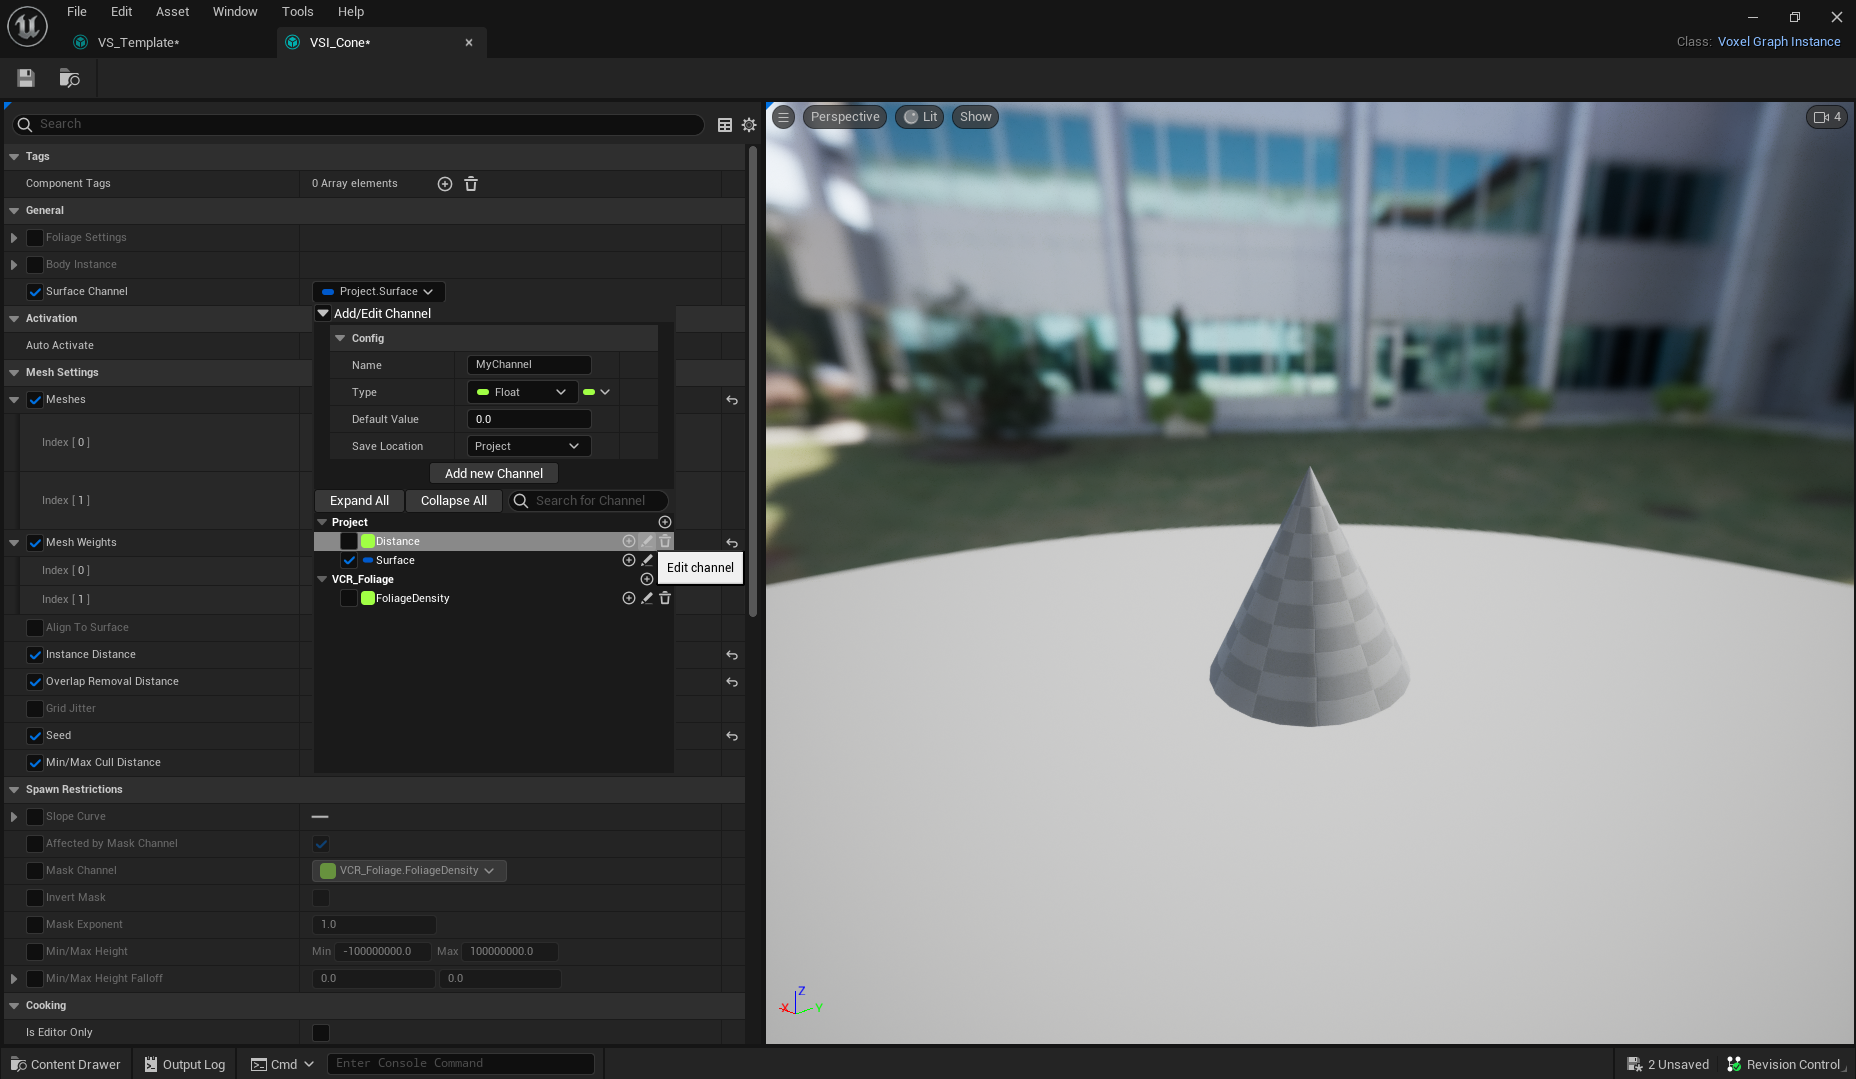 File Edit Asset Window Tools Help
VS_Template*
VSI_Cone*
Class: Voxel Graph Instance
Search
Perspective Lit Show
4
Tags
Component Tags 0 Array elements
General
Foliage Settings
Body Instance
Surface Channel Project.Surface
Activation
Auto Activate
Mesh Settings
Meshes
Index [ 0 ]
Index [ 1 ]
Mesh Weights
Index [ 0 ]
Index [ 1 ]
Align To Surface
Instance Distance
Overlap Removal Distance
Grid Jitter
Seed
Min/Max Cull Distance
Add/Edit Channel
Config
Name MyChannel
Type Float
Default Value 0.0
Save Location Project
Add new Channel
Expand All Collapse All Search for Channel
Project
Distance
Surface
Edit channel
VCR_Foliage
FoliageDensity
Spawn Restrictions
Slope Curve
Affected by Mask Channel
Mask Channel VCR_Foliage.FoliageDensity
Invert Mask
Mask Exponent 1.0
Min/Max Height Min -100000000.0 Max 100000000.0
Min/Max Height Falloff 0.0 0.0
Cooking
Is Editor Only
Z
X Y
Content Drawer Output Log Cmd Enter Console Command
2 Unsaved Revision Control